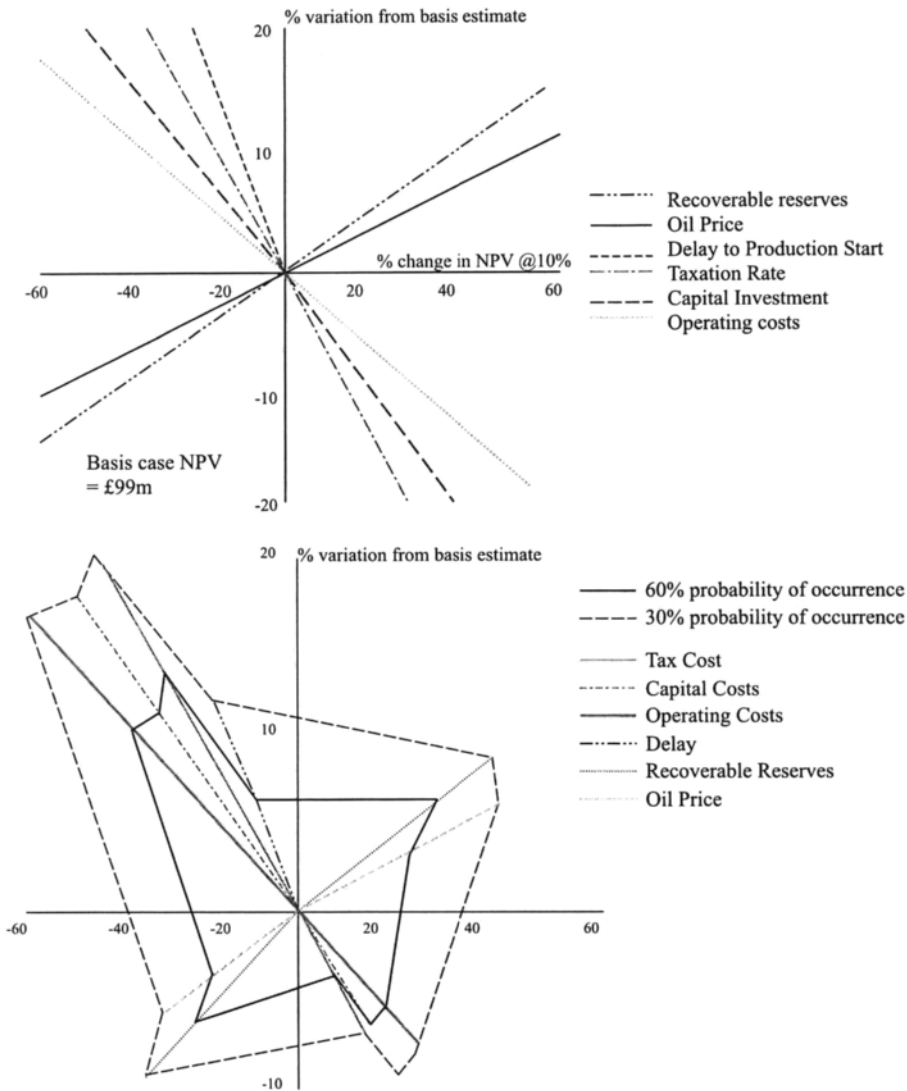 % variation from basis estimate
20
10
% change in NPV @10%
-60
-40
-20
20
40
60
-10
-20
Basis case NPV
= £99m
Recoverable reserves
Oil Price
Delay to Production Start
Taxation Rate
Capital Investment
Operating costs
20
% variation from basis estimate
10
-60
-40
-20
20
40
60
-10
60% probability of occurrence
30% probability of occurrence
Tax Cost
Capital Costs
Operating Costs
Delay
Recoverable Reserves
Oil Price